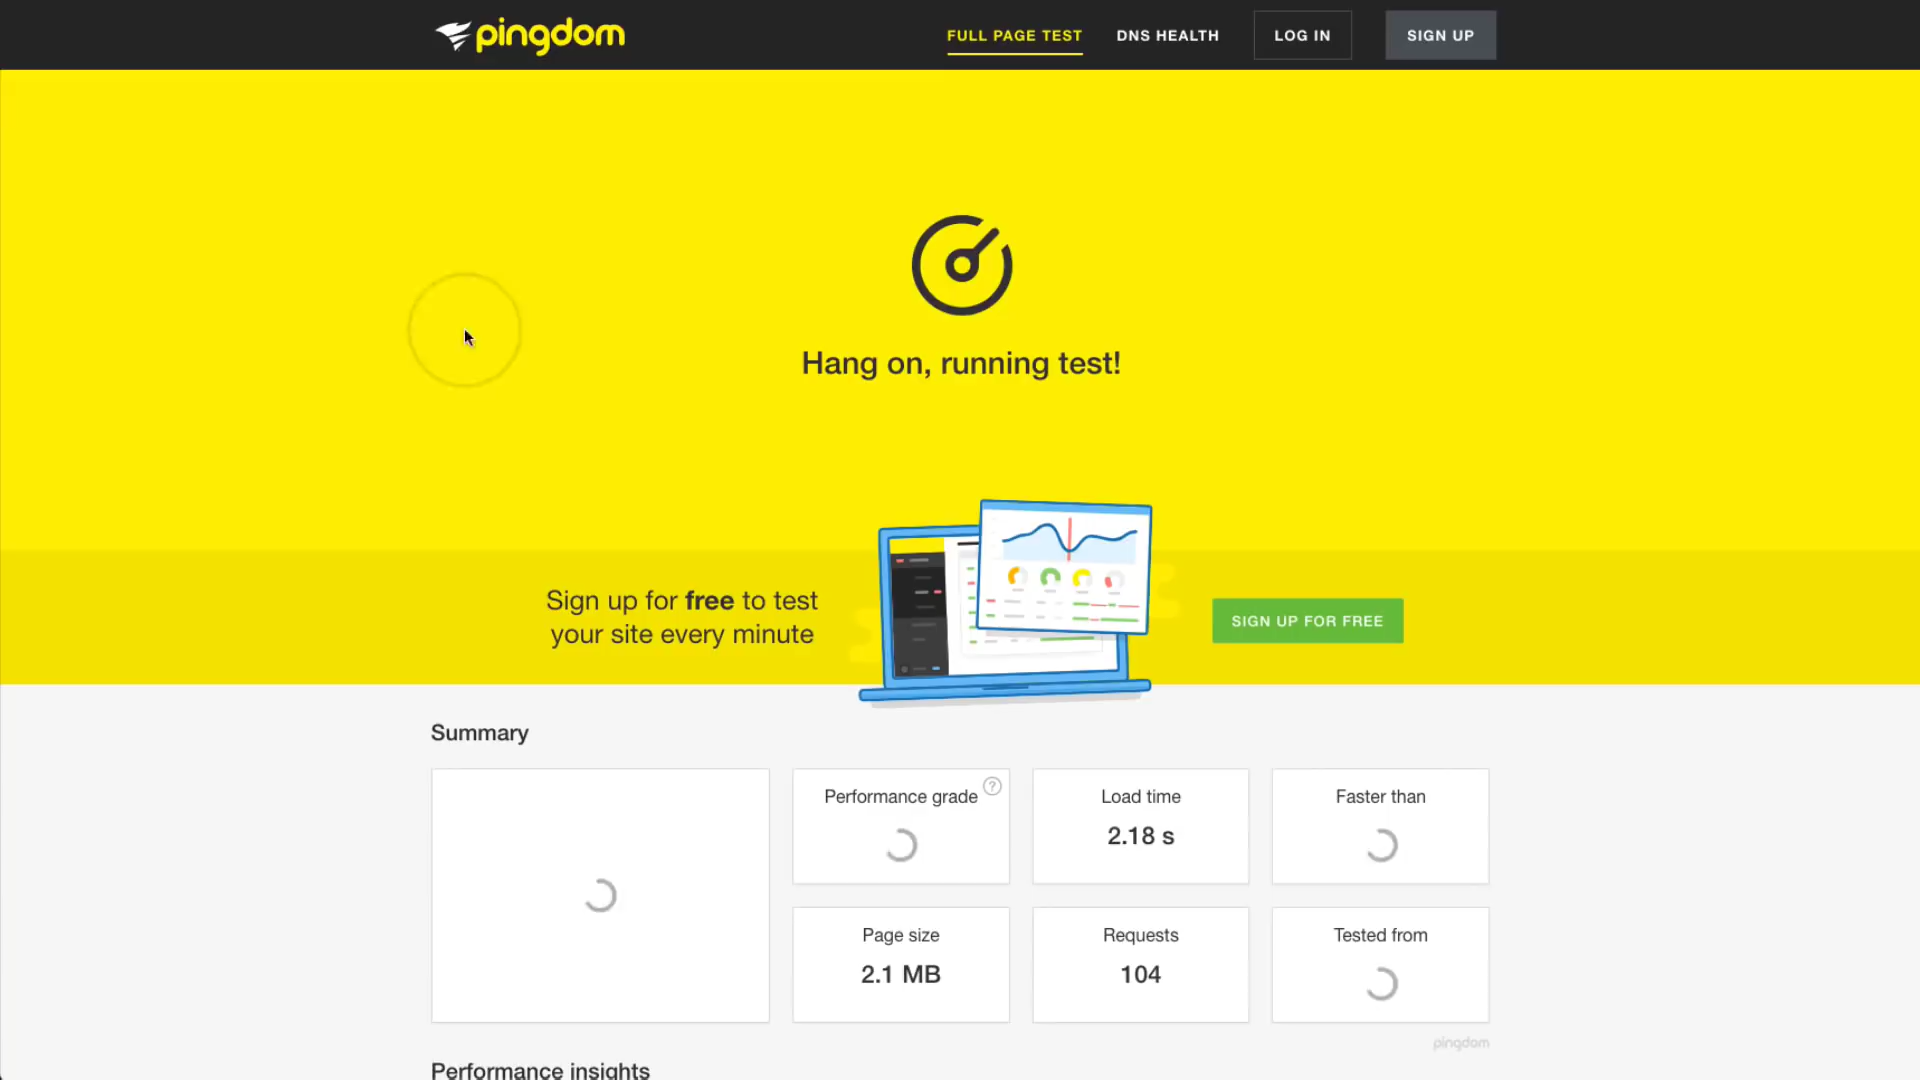 pingdom
FULL PAGE TEST
DNS HEALTH
LOG IN
SIGN UP
Hang on, running test!
Sign up for free to test
your site every minute
SIGN UP FOR FREE
Summary
Performance grade
?
Load time
2.18 s
Faster than
Page size
2.1 MB
Requests
104
Tested from
pingdom
Performance insights